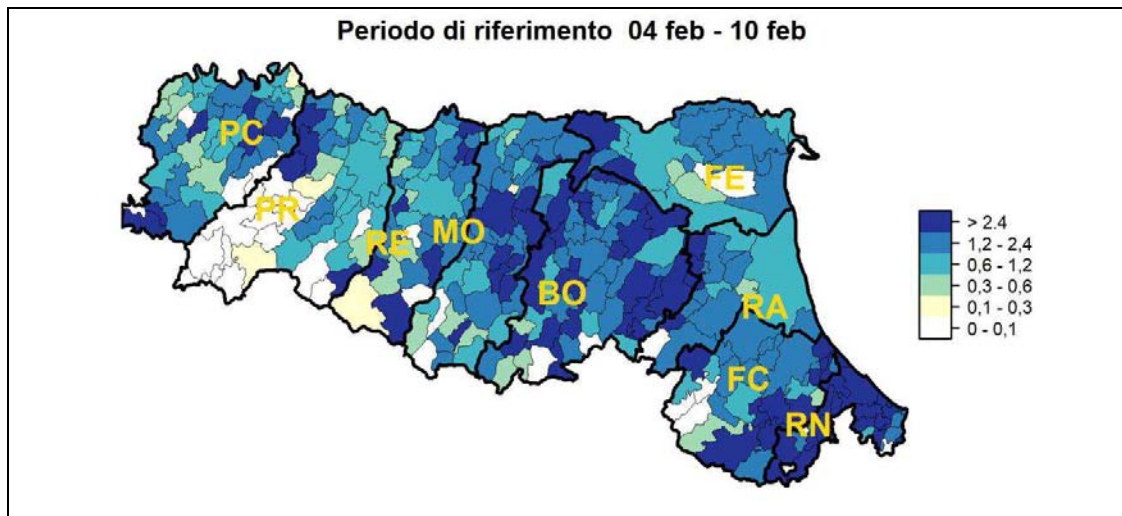 Periodo di riferimento 04 feb - 10 feb
PC
PR
RE
MO
BO
FE
RA
FC
RN
> 2.4
1,2 - 2,4
0,6 - 1,2
0,3 - 0,6
0,1 - 0,3
0 - 0,1